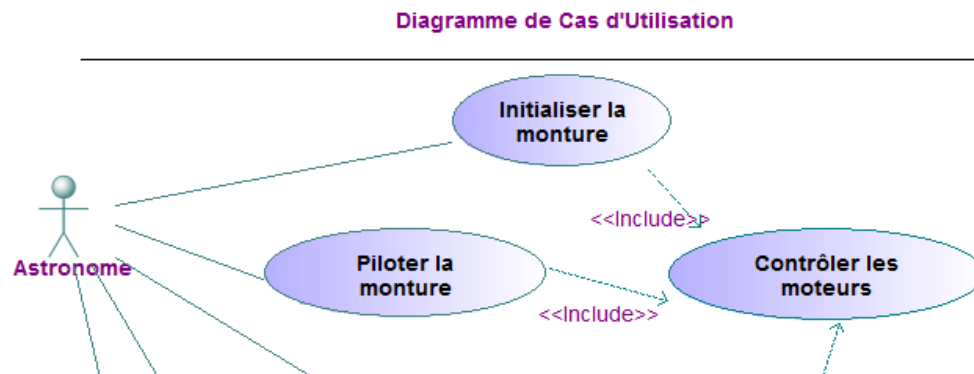 Diagramme de Cas d'Utilisation
Initialiser la
monture
<<Include>>
Astronome
Piloter la
monture
Contrôler les
moteurs
<<Include>>